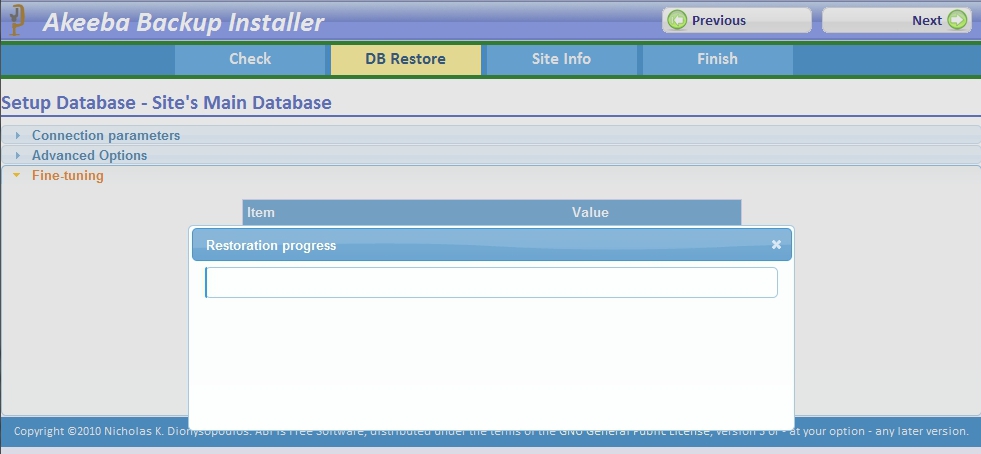 Akeeba Backup Installer
Previous
Next
Check
DB Restore
Site Info
Finish
Setup Database - Site's Main Database
Connection parameters
Advanced Options
Fine-tuning
Item Value
Restoration progress
Copyright ©2010 Nicholas K. Dionysopoulos. ABI is Free Software, distributed under the terms of the GNU General Public License, version 3 or - at your option - any later version.